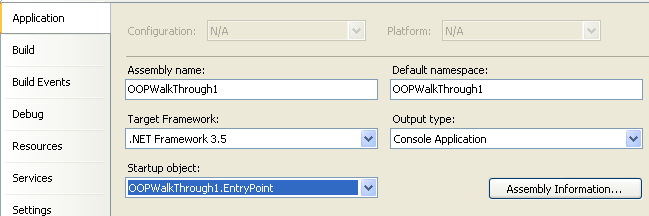 Application
Configuration: N/A Platform: N/A
Build
Assembly name: Default namespace:
Build Events
OOPWalkThrough1 OOPWalkThrough1
Debug
Target Framework: Output type:
Resources
.NET Framework 3.5 Console Application
Startup object:
Services
OOPWalkThrough1.EntryPoint Assembly Information...
Settings